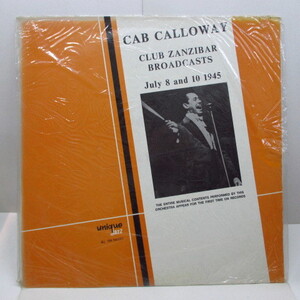 CAB CALLOWAY
CLUB ZANZIBAR
BROADCASTS
July 8 and 10 1945
THE ENTIRE MUSICAL CONTENTS PERFORMED BY THIS
ORCHESTRA APPEAR FOR THE FIRST TIME ON RECORDS
unique
jazz